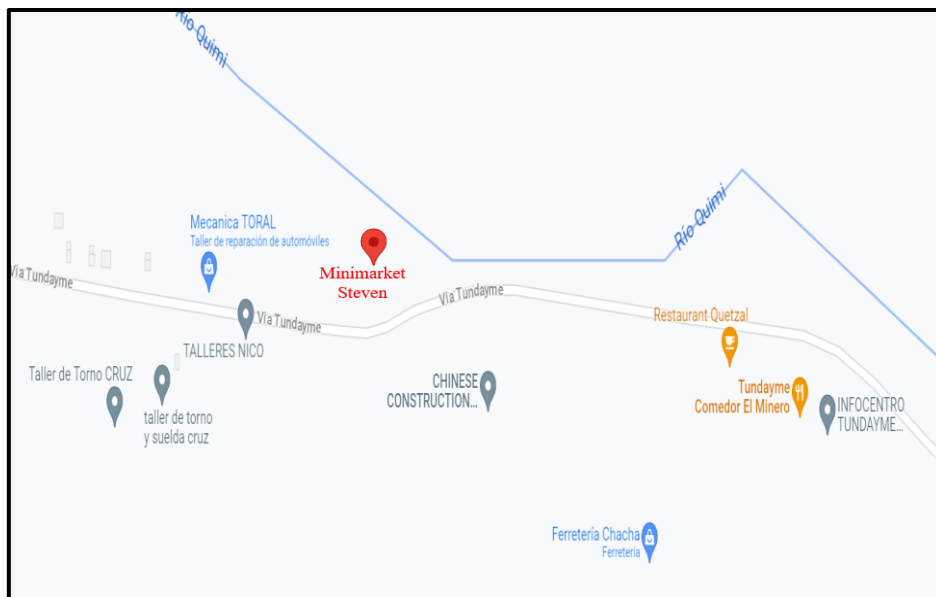 Río Quimi
Río Quimi
Mecanica TORAL
Taller de reparación de automóviles
Minimarket
Steven
Vía Tundayme
Vía Tundayme
Vía Tundayme
TALLERES NICO
Restaurant Quetzal
Taller de Torno CRUZ
taller de torno
y suelda cruz
CHINESE
CONSTRUCTION...
Tundayme
Comedor El Minero
INFOCENTRO
TUNDAYME...
Ferretería Chacha
Ferretería